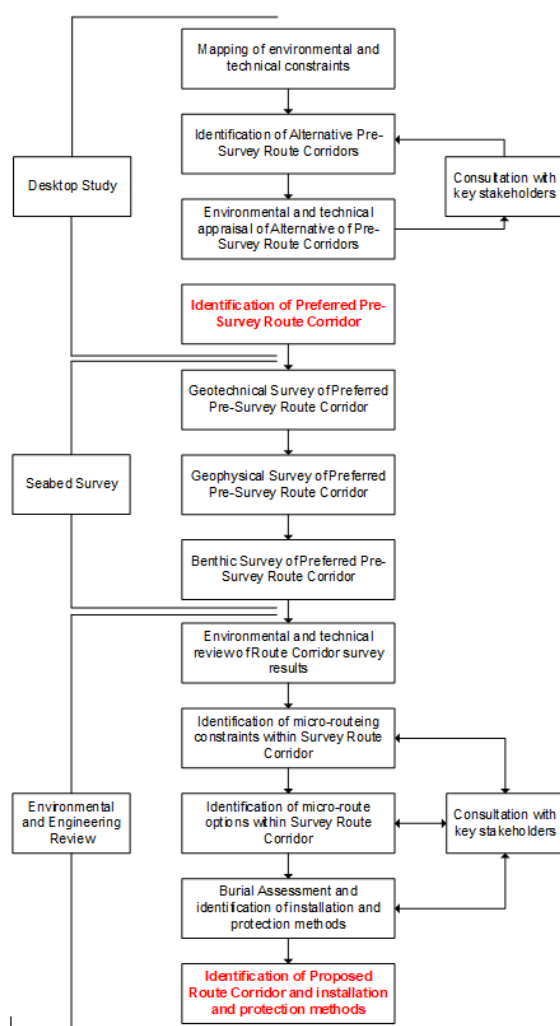 Mapping of environmental and
technical constraints
Identification of Alternative Pre-
Survey Route Corridors
Desktop Study
Consultation with
key stakeholders
Environmental and technical
appraisal of Alternative of Pre-
Survey Route Corridors
Identification of Preferred Pre-
Survey Route Corridor
Geotechnical Survey of Preferred
Pre-Survey Route Corridor
Seabed Survey
Geophysical Survey of Preferred
Pre-Survey Route Corridor
Benthic Survey of Preferred Pre-
Survey Route Corridor
Environmental and technical
review of Route Corridor survey
results
Identification of micro-routeing
constraints within Survey Route
Corridor
Environmental
and Engineering
Review
Identification of micro-route
options within Survey Route
Corridor
Consultation with
key stakeholders
Burial Assessment and
identification of installation and
protection methods
Identification of Proposed
Route Corridor and installation
and protection methods